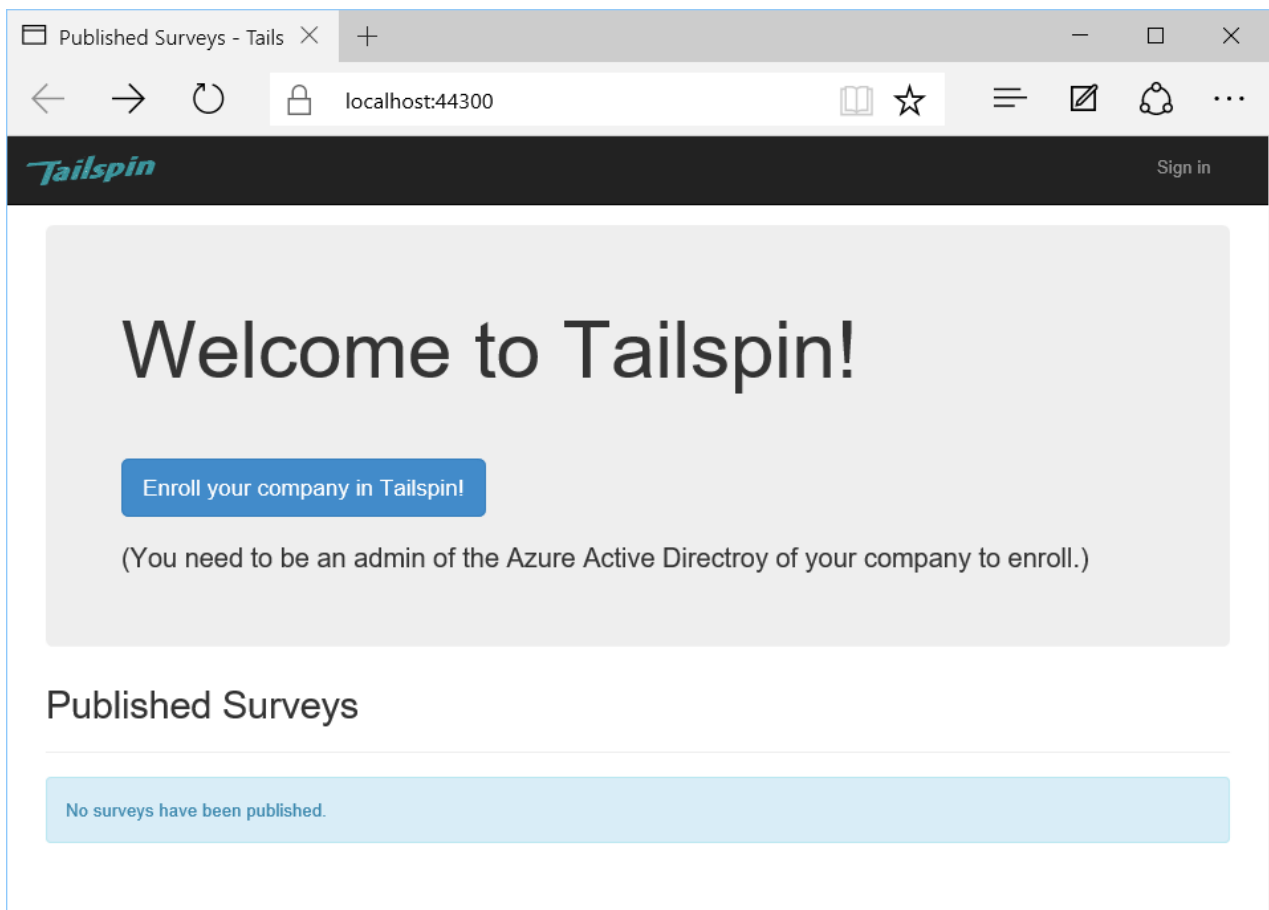 Published Surveys - Tails
localhost:44300
Tailspin
Sign in
Welcome to Tailspin!
Enroll your company in Tailspin!
(You need to be an admin of the Azure Active Directroy of your company to enroll.)
Published Surveys
No surveys have been published.